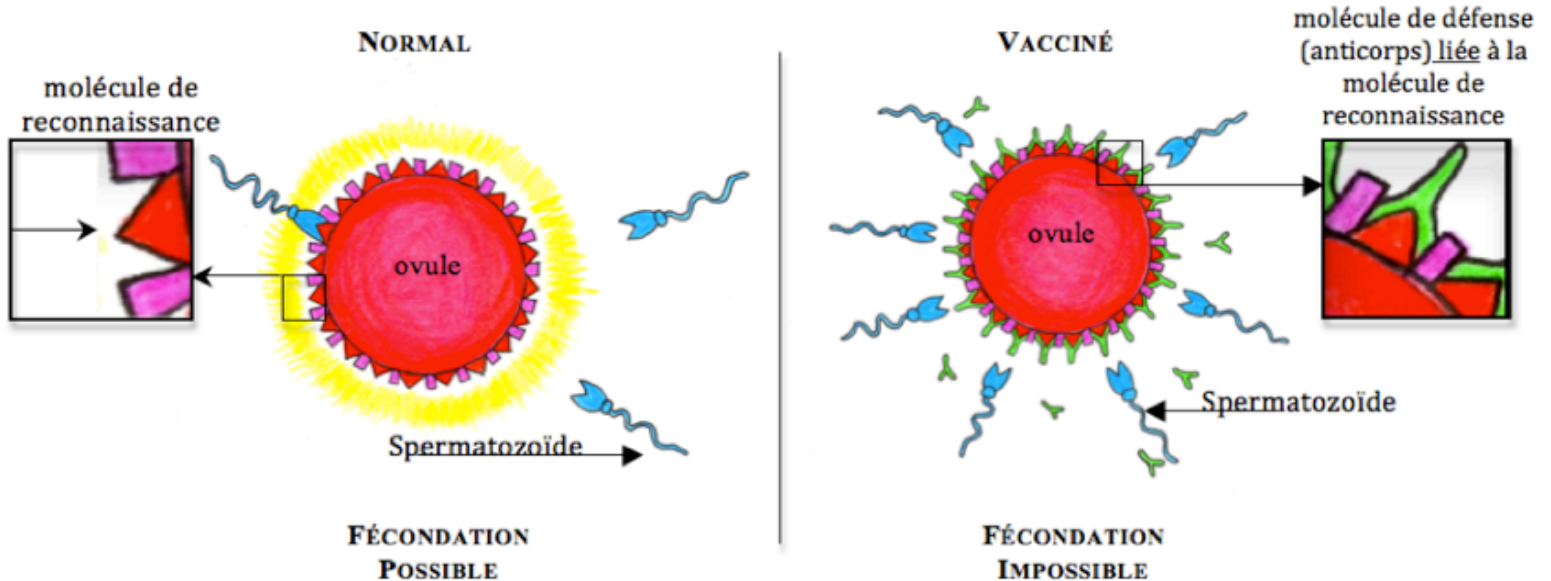 NORMAL
molécule de
reconnaissance
ovule
Spermatozoïde
FÉCONDATION
POSSIBLE
VACCINÉ
molécule de défense
(anticorps) liée à la
molécule de
reconnaissance
ovule
Spermatozoïde
FÉCONDATION
IMPOSSIBLE